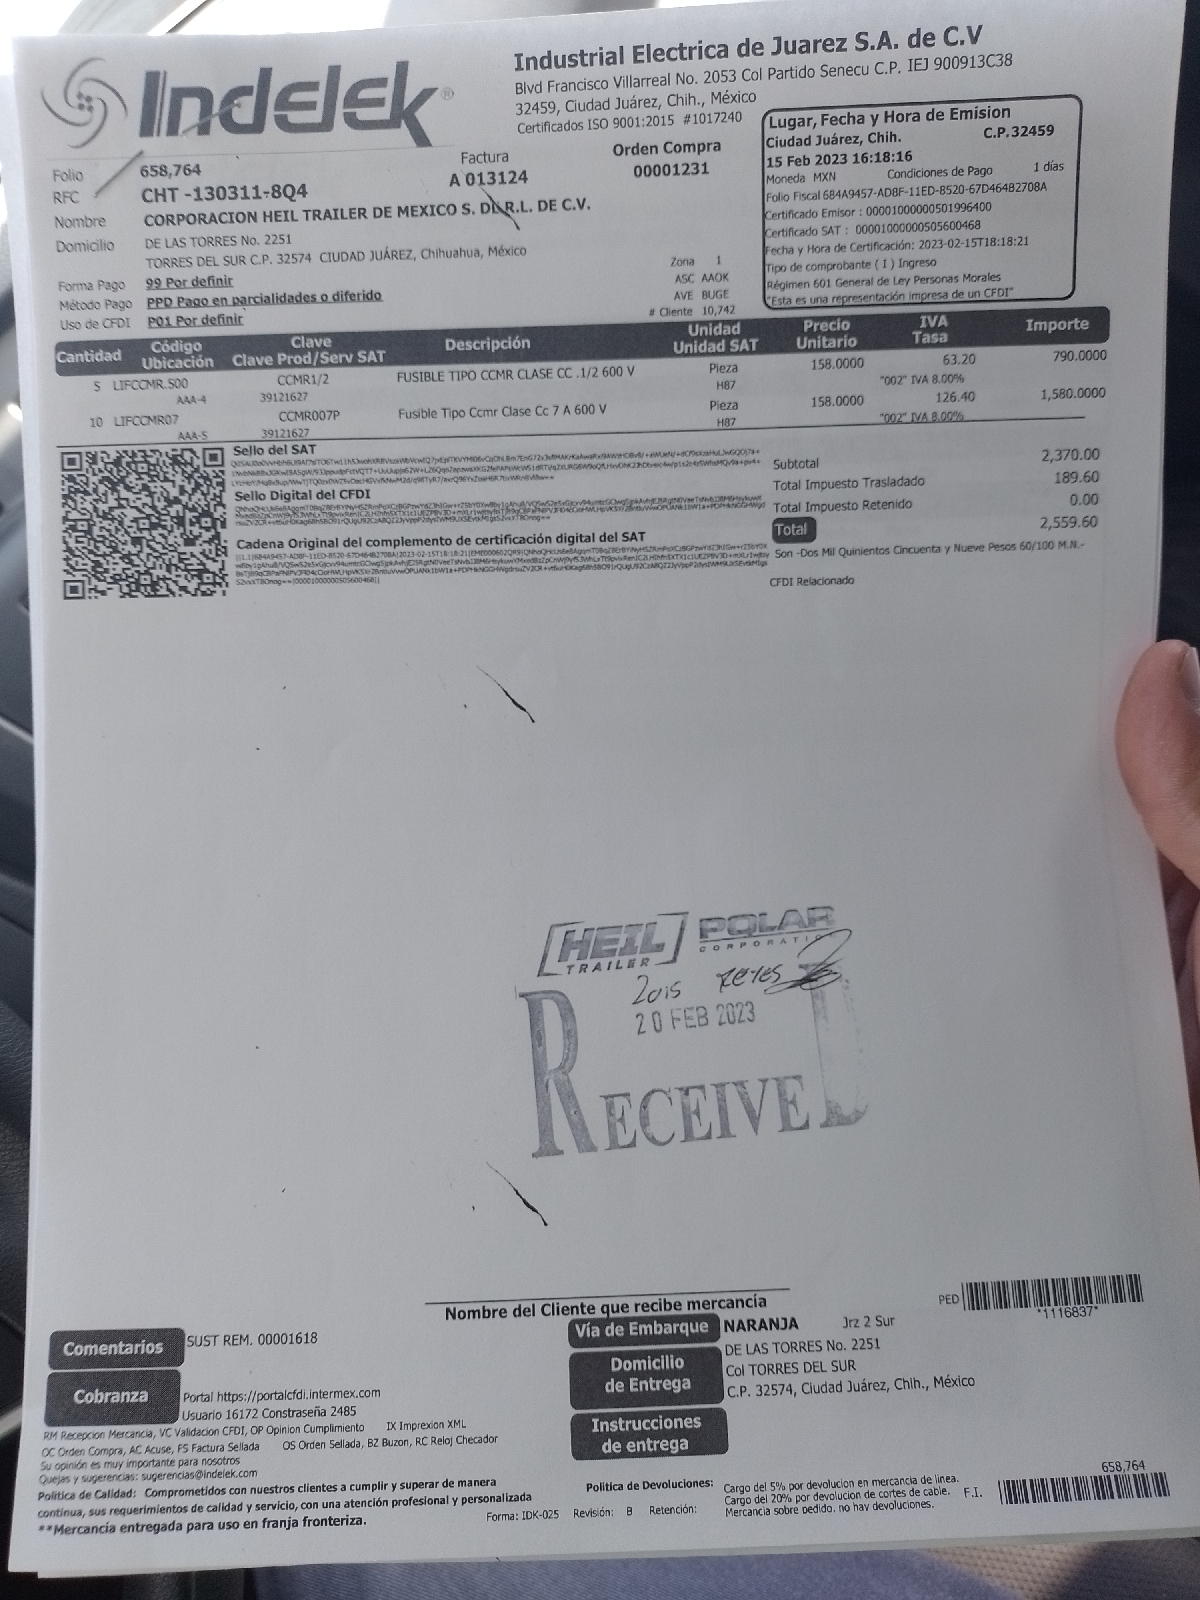 Indelek®
Industrial Electrica de Juarez S.A. de C.V
Blvd Francisco Villarreal No. 2053 Col Partido Senecu C.P. IEJ 900913C38
32459, Ciudad Juárez, Chih., México
Certificados ISO 9001:2015 #1017240
Folio 658,764
Factura
A 013124
Orden Compra
00001231
RFC CHT -130311-8Q4
Nombre CORPORACION HEIL TRAILER DE MEXICO S. DE R.L. DE C.V.
Domicilio DE LAS TORRES No. 2251
TORRES DEL SUR C.P. 32574 CIUDAD JUÁREZ, Chihuahua, México
Forma Pago 99 Por definir
Método Pago PPD Pago en parcialidades o diferido
Uso de CFDI P01 Por definir
Zona 1
ASC AAOK
AVE BUGE
# Cliente 10,742
Lugar, Fecha y Hora de Emision
Ciudad Juárez, Chih. C.P.32459
15 Feb 2023 16:18:16
Moneda MXN Condiciones de Pago 1 días
Folio Fiscal 684A9457-AD8F-11ED-8520-67D464B2708A
Certificado Emisor : 00001000000501996400
Certificado SAT : 00001000000505600468
Fecha y Hora de Certificación: 2023-02-15T18:18:21
Tipo de comprobante ( I ) Ingreso
Régimen 601 General de Ley Personas Morales
"Esta es una representación impresa de un CFDI"
Cantidad Código Ubicación Clave Clave Prod/Serv SAT Descripción Unidad Unidad SAT Precio Unitario IVA Tasa Importe
5 LIFCCMR.500 CCMR1/2 FUSIBLE TIPO CCMR CLASE CC .1/2 600 V Pieza 158.0000 63.20 790.0000
AAA-4 39121627 H87 "002" IVA 8.00%
10 LIFCCMR07 CCMR007P Fusible Tipo Ccmr Clase Cc 7 A 600 V Pieza 158.0000 126.40 1,580.0000
AAA-5 39121627 H87 "002" IVA 8.00%
Sello del SAT
Sello Digital del CFDI
Cadena Original del complemento de certificación digital del SAT
Subtotal 2,370.00
Total Impuesto Trasladado 189.60
Total Impuesto Retenido 0.00
Total 2,559.60
Son -Dos Mil Quinientos Cincuenta y Nueve Pesos 60/100 M.N.-
CFDI Relacionado
HEIL TRAILER
POLAR CORPORATION
Luis Reyes
20 FEB 2023
RECEIVED
Nombre del Cliente que recibe mercancía
PED *1116837*
Comentarios SUST REM. 00001618
Cobranza Portal https://portalcfdi.intermex.com
Usuario 16172 Constraseña 2485
RM Recepcion Mercancia, VC Validacion CFDI, OP Opinion Cumplimiento IX Imprexion XML
OC Orden Compra, AC Acuse, FS Factura Sellada OS Orden Sellada, BZ Buzon, RC Reloj Checador
Su opinión es muy importante para nosotros
Quejas y sugerencias: sugerencias@indelek.com
Politica de Calidad: Comprometidos con nuestros clientes a cumplir y superar de manera
continua, sus requerimientos de calidad y servicio, con una atención profesional y personalizada
**Mercancia entregada para uso en franja fronteriza.
Vía de Embarque NARANJA Jrz 2 Sur
Domicilio de Entrega DE LAS TORRES No. 2251
Col TORRES DEL SUR
C.P. 32574, Ciudad Juárez, Chih., México
Instrucciones de entrega
Politica de Devoluciones: Cargo del 5% por devolucion en mercancia de linea.
Cargo del 20% por devolucion de cortes de cable.
Mercancia sobre pedido. no hay devoluciones.
Forma: IDK-025 Revisión: B Retención:
F.I. 658,764